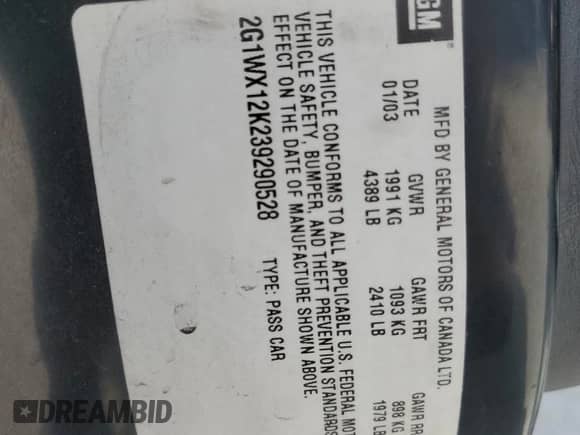 GM®
MFD BY GENERAL MOTORS OF CANADA LTD.
DATE GVWR GAWR FRT GAWR RR
01/03 1991 KG 1093 KG 898 KG
4389 LB 2410 LB 1979 LB
THIS VEHICLE CONFORMS TO ALL APPLICABLE U.S. FEDERAL MOT
VEHICLE SAFETY, BUMPER, AND THEFT PREVENTION STANDARDS
EFFECT ON THE DATE OF MANUFACTURE SHOWN ABOVE.
2G1WX12K239290528 TYPE: PASS CAR
DREAMBID